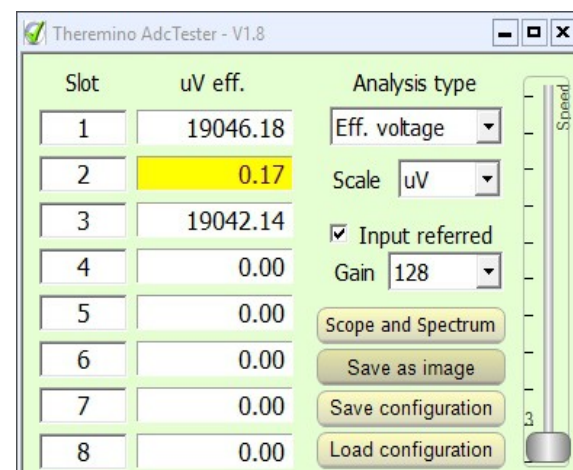 Theremino AdcTester - V1.8
Slot uV eff. Analysis type
1 19046.18 Eff. voltage
2 0.17 Scale uV
3 19042.14 Input referred
4 0.00 Gain 128
5 0.00 Scope and Spectrum
6 0.00 Save as image
7 0.00 Save configuration
8 0.00 Load configuration
Speed
3